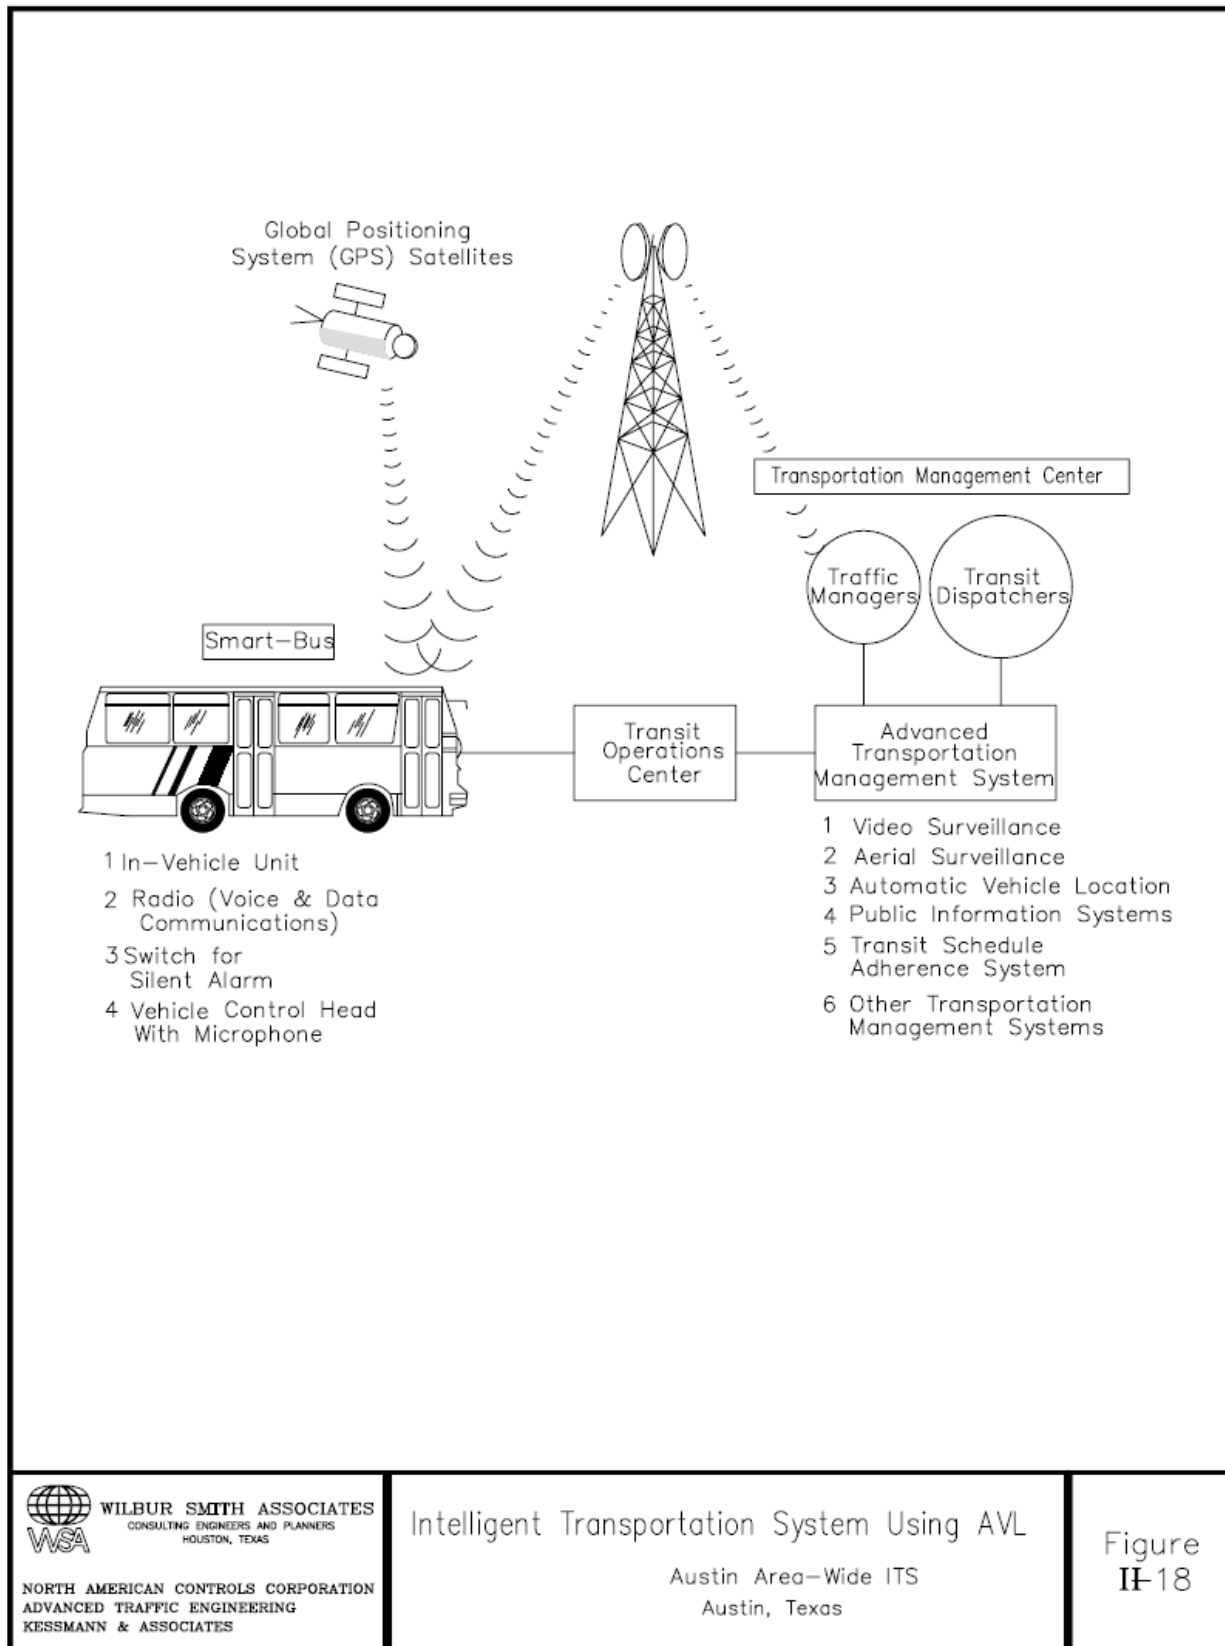 Global Positioning
System (GPS) Satellites
Transportation Management Center
Traffic
Managers
Transit
Dispatchers
Smart-Bus
Transit
Operations
Center
Advanced
Transportation
Management System
1 In-Vehicle Unit
2 Radio (Voice & Data
Communications)
3 Switch for
Silent Alarm
4 Vehicle Control Head
With Microphone
1 Video Surveillance
2 Aerial Surveillance
3 Automatic Vehicle Location
4 Public Information Systems
5 Transit Schedule
Adherence System
6 Other Transportation
Management Systems
WSA
WILBUR SMITH ASSOCIATES
CONSULTING ENGINEERS AND PLANNERS
HOUSTON, TEXAS
NORTH AMERICAN CONTROLS CORPORATION
ADVANCED TRAFFIC ENGINEERING
KESSMANN & ASSOCIATES
Intelligent Transportation System Using AVL
Austin Area-Wide ITS
Austin, Texas
Figure
II-18